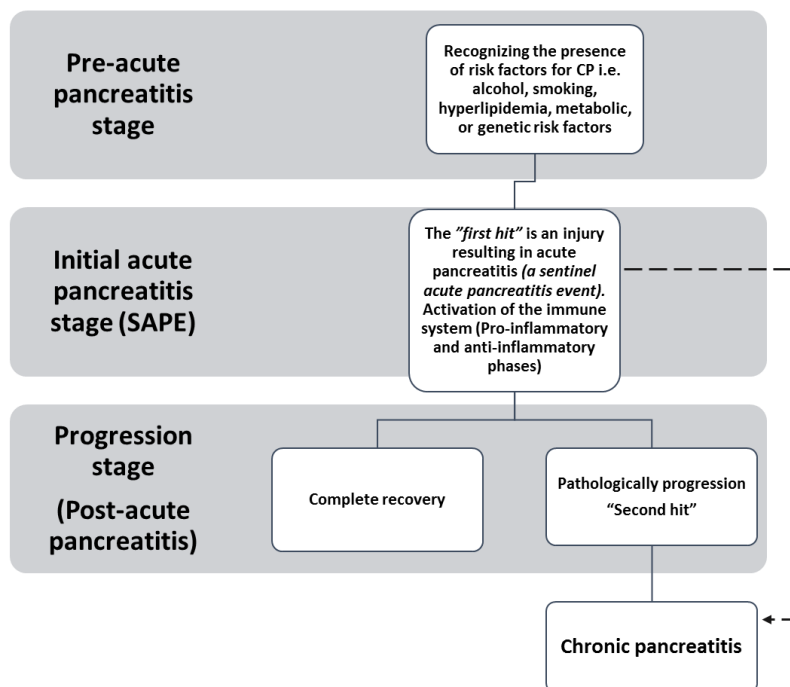 Pre-acute
pancreatitis
stage
Recognizing the presence
of risk factors for CP i.e.
alcohol, smoking,
hyperlipidemia, metabolic,
or genetic risk factors
Initial acute
pancreatitis
stage (SAPE)
The ”first hit” is an injury
resulting in acute
pancreatitis (a sentinel
acute pancreatitis event).
Activation of the immune
system (Pro-inflammatory
and anti-inflammatory
phases)
Progression
stage
(Post-acute
pancreatitis)
Complete recovery
Pathologically progression
“Second hit”
Chronic pancreatitis